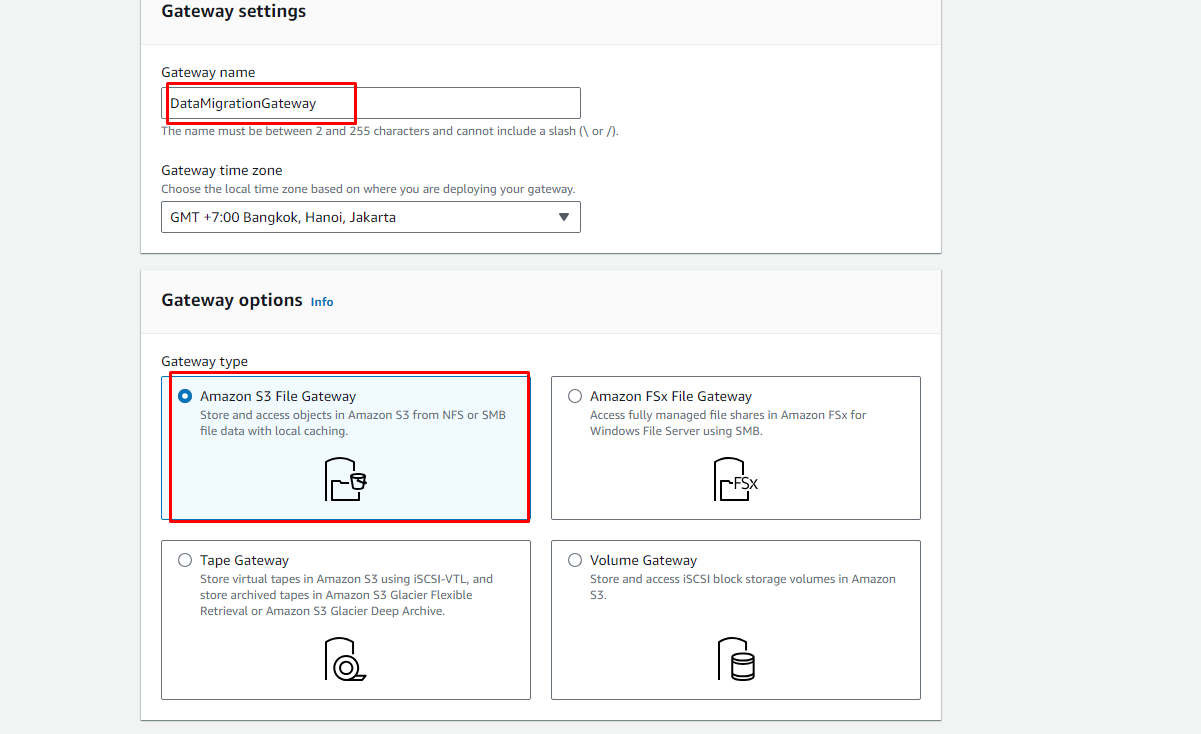 Gateway settings
Gateway name
DataMigrationGateway
The name must be between 2 and 255 characters and cannot include a slash (\ or /).
Gateway time zone
Choose the local time zone based on where you are deploying your gateway.
GMT +7:00 Bangkok, Hanoi, Jakarta
Gateway options Info
Gateway type
Amazon S3 File Gateway
Store and access objects in Amazon S3 from NFS or SMB
file data with local caching.
Amazon FSx File Gateway
Access fully managed file shares in Amazon FSx for
Windows File Server using SMB.
FSx
Tape Gateway
Store virtual tapes in Amazon S3 using iSCSI-VTL, and
store archived tapes in Amazon S3 Glacier Flexible
Retrieval or Amazon S3 Glacier Deep Archive.
Volume Gateway
Store and access iSCSI block storage volumes in Amazon
S3.